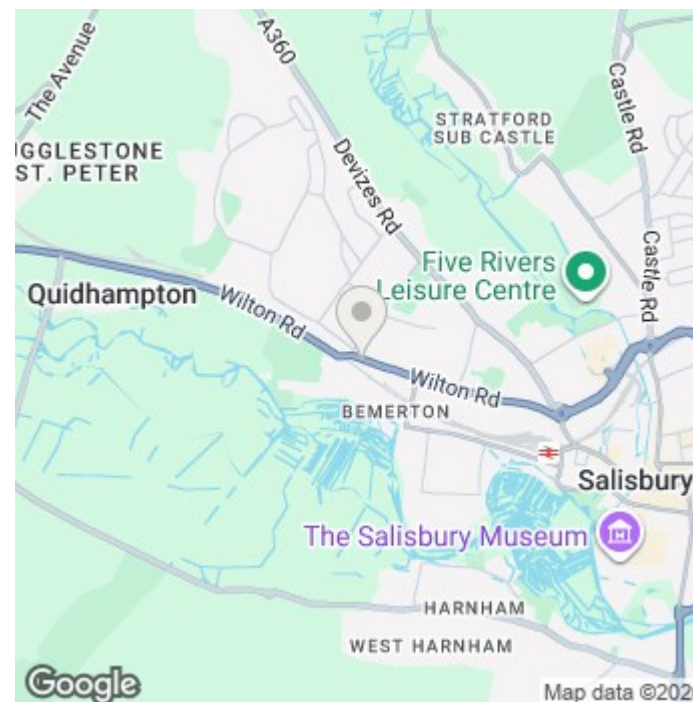 The Avenue
A360
Castle Rd
STRATFORD
SUB CASTLE
UGGLESTONE
ST. PETER
Devizes Rd
Castle Rd
Five Rivers
Leisure Centre
Quidhampton
Wilton Rd
Wilton Rd
BEMERTON
Salisbury
The Salisbury Museum
HARNHAM
WEST HARNHAM
Google
Map data ©202